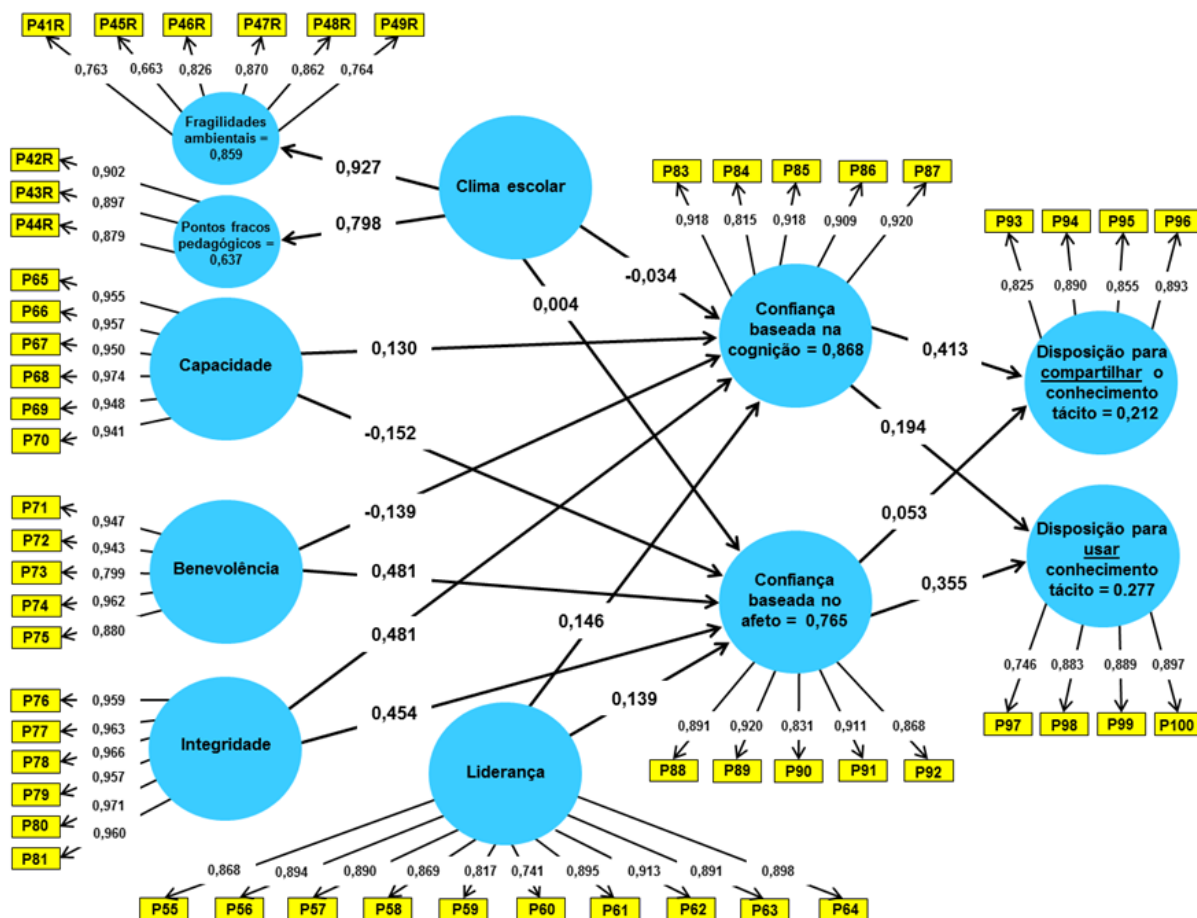 P41R P45R P46R P47R P48R P49R
0,763 0,663 0,826 0,870 0,862 0,764
Fragilidades
ambientais =
0,859
P42R
P43R
P44R
0,902
0,897
0,879
Pontos fracos
pedagógicos =
0,637
0,927
0,798
Clima escolar
-0,034
0,004
P65
P66
P67
P68
P69
P70
0,955
0,957
0,950
0,974
0,948
0,941
Capacidade
0,130
-0,152
P71
P72
P73
P74
P75
0,947
0,943
0,799
0,962
0,880
Benevolência
-0,139
0,481
P76
P77
P78
P79
P80
P81
0,959
0,963
0,966
0,957
0,971
0,960
Integridade
0,481
0,454
Liderança
0,146
0,139
0,868 0,894 0,890 0,869 0,817 0,741 0,895 0,913 0,891 0,898
P55 P56 P57 P58 P59 P60 P61 P62 P63 P64
P83 P84 P85 P86 P87
0,918 0,815 0,918 0,909 0,920
Confiança
baseada na
cognição = 0,868
0,413
0,194
Confiança
baseada no
afeto = 0,765
0,053
0,355
0,891 0,920 0,831 0,911 0,868
P88 P89 P90 P91 P92
P93 P94 P95 P96
0,825 0,890 0,855 0,893
Disposição para
compartilhar o
conhecimento
tácito = 0,212
Disposição para
usar
conhecimento
tácito = 0.277
0,746 0,883 0,889 0,897
P97 P98 P99 P100